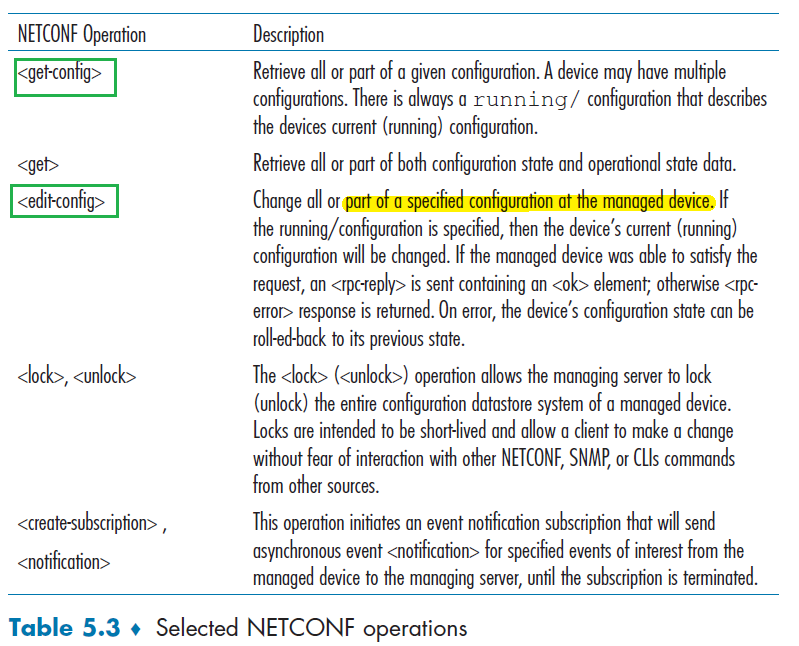 NETCONF Operation Description
<get-config> Retrieve all or part of a given configuration. A device may have multiple
configurations. There is always a running/ configuration that describes
the devices current (running) configuration.
<get> Retrieve all or part of both configuration state and operational state data.
<edit-config> Change all or part of a specified configuration at the managed device. If
the running/configuration is specified, then the device's current (running)
configuration will be changed. If the managed device was able to satisfy the
request, an <rpc-reply> is sent containing an <ok> element; otherwise <rpc-
error> response is returned. On error, the device's configuration state can be
roll-ed-back to its previous state.
<lock>, <unlock> The <lock> (<unlock>) operation allows the managing server to lock
(unlock) the entire configuration datastore system of a managed device.
Locks are intended to be short-lived and allow a client to make a change
without fear of interaction with other NETCONF, SNMP, or CLIs commands
from other sources.
<create-subscription> , This operation initiates an event notification subscription that will send
<notification> asynchronous event <notification> for specified events of interest from the
managed device to the managing server, until the subscription is terminated.
Table 5.3 ♦ Selected NETCONF operations